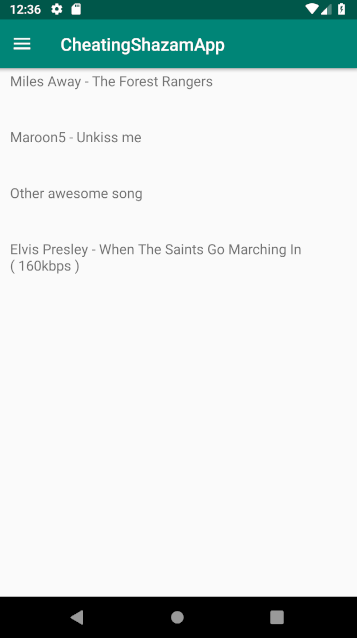 12:36
CheatingShazamApp
Miles Away - The Forest Rangers
Maroon5 - Unkiss me
Other awesome song
Elvis Presley - When The Saints Go Marching In
( 160kbps )